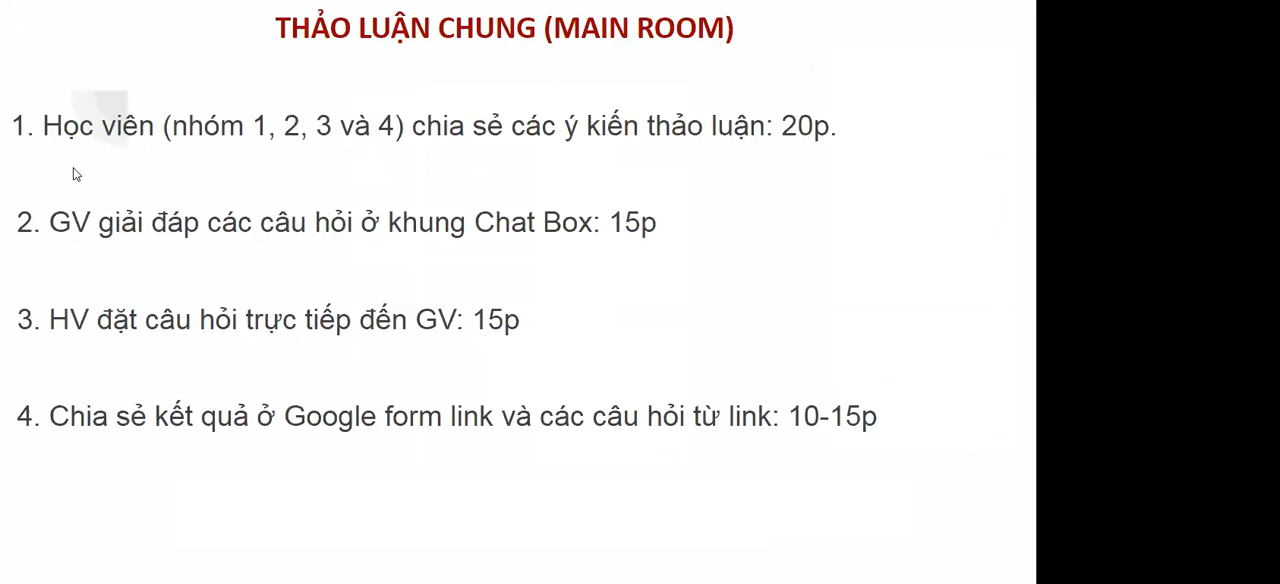 THẢO LUẬN CHUNG (MAIN ROOM)
1. Học viên (nhóm 1, 2, 3 và 4) chia sẻ các ý kiến thảo luận: 20p.
2. GV giải đáp các câu hỏi ở khung Chat Box: 15p
3. HV đặt câu hỏi trực tiếp đến GV: 15p
4. Chia sẻ kết quả ở Google form link và các câu hỏi từ link: 10-15p